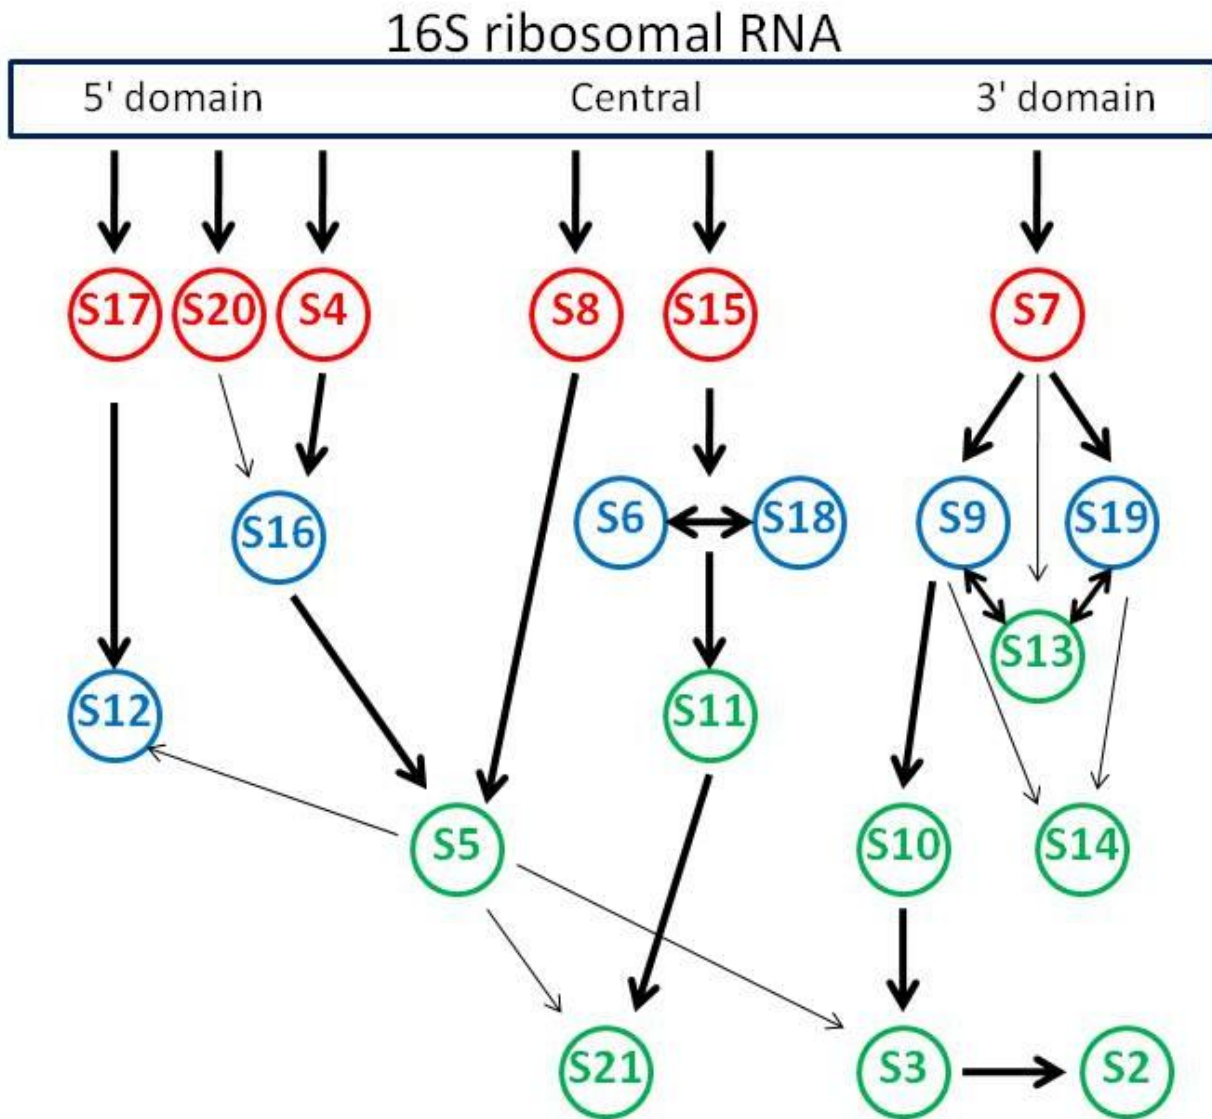 16S ribosomal RNA
5' domain Central 3' domain
S17 S20 S4 S8 S15 S7
S16 S6 S18 S9 S19
S13
S12 S11
S5 S10 S14
S21 S3 S2